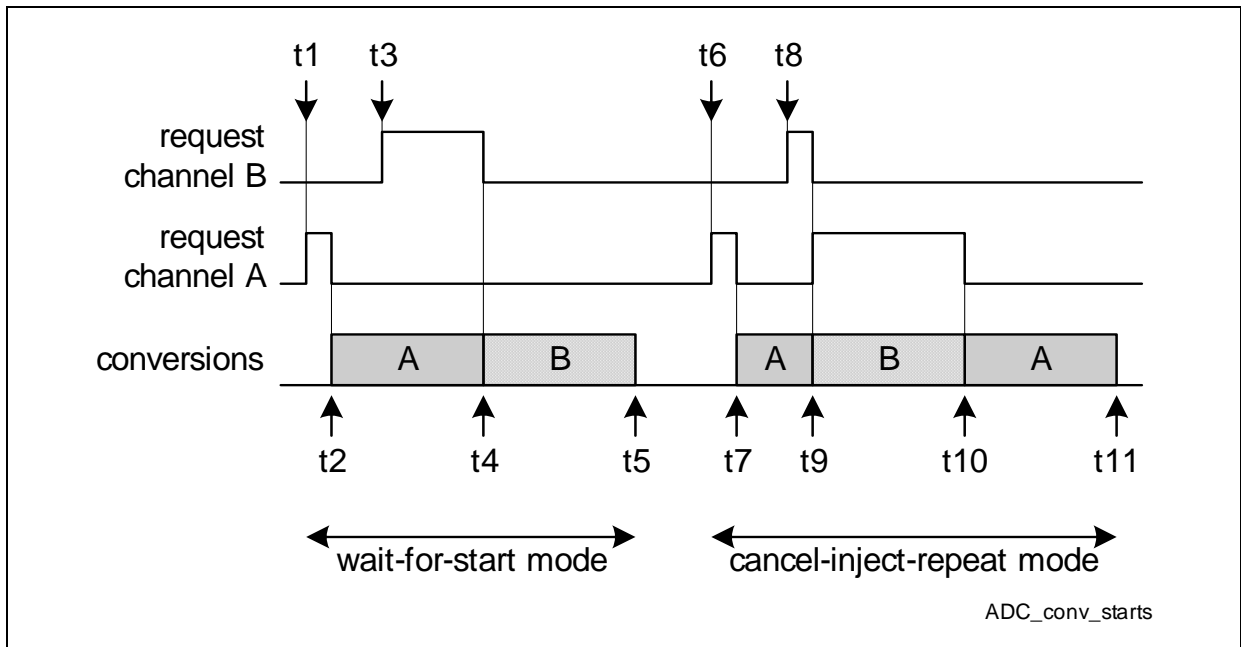 t1 t3 t6 t8
request
channel B
request
channel A
conversions A B A B A
t2 t4 t5 t7 t9 t10 t11
wait-for-start mode cancel-inject-repeat mode
ADC_conv_starts